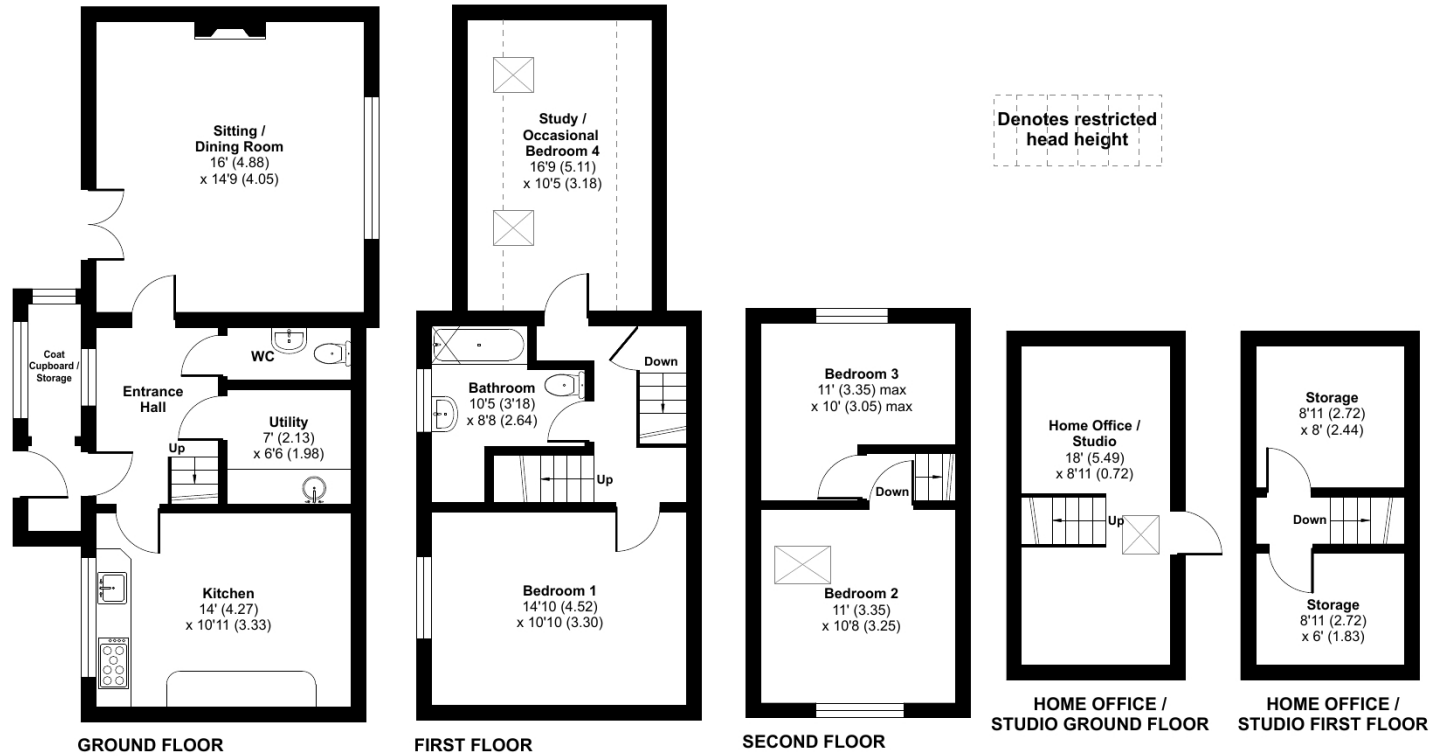 Sitting /
Dining Room
16' (4.88)
x 14'9 (4.05)
Coat
Cupboard /
Storage
WC
Entrance
Hall
Utility
7' (2.13)
x 6'6 (1.98)
Up
Kitchen
14' (4.27)
x 10'11 (3.33)
GROUND FLOOR
Study /
Occasional
Bedroom 4
16'9 (5.11)
x 10'5 (3.18)
Down
Bathroom
10'5 (3'18)
x 8'8 (2.64)
Up
Bedroom 1
14'10 (4.52)
x 10'10 (3.30)
FIRST FLOOR
Denotes restricted
head height
Bedroom 3
11' (3.35) max
x 10' (3.05) max
Down
Bedroom 2
11' (3.35)
x 10'8 (3.25)
SECOND FLOOR
Home Office /
Studio
18' (5.49)
x 8'11 (0.72)
Up
HOME OFFICE /
STUDIO GROUND FLOOR
Storage
8'11 (2.72)
x 8' (2.44)
Down
Storage
8'11 (2.72)
x 6' (1.83)
HOME OFFICE /
STUDIO FIRST FLOOR